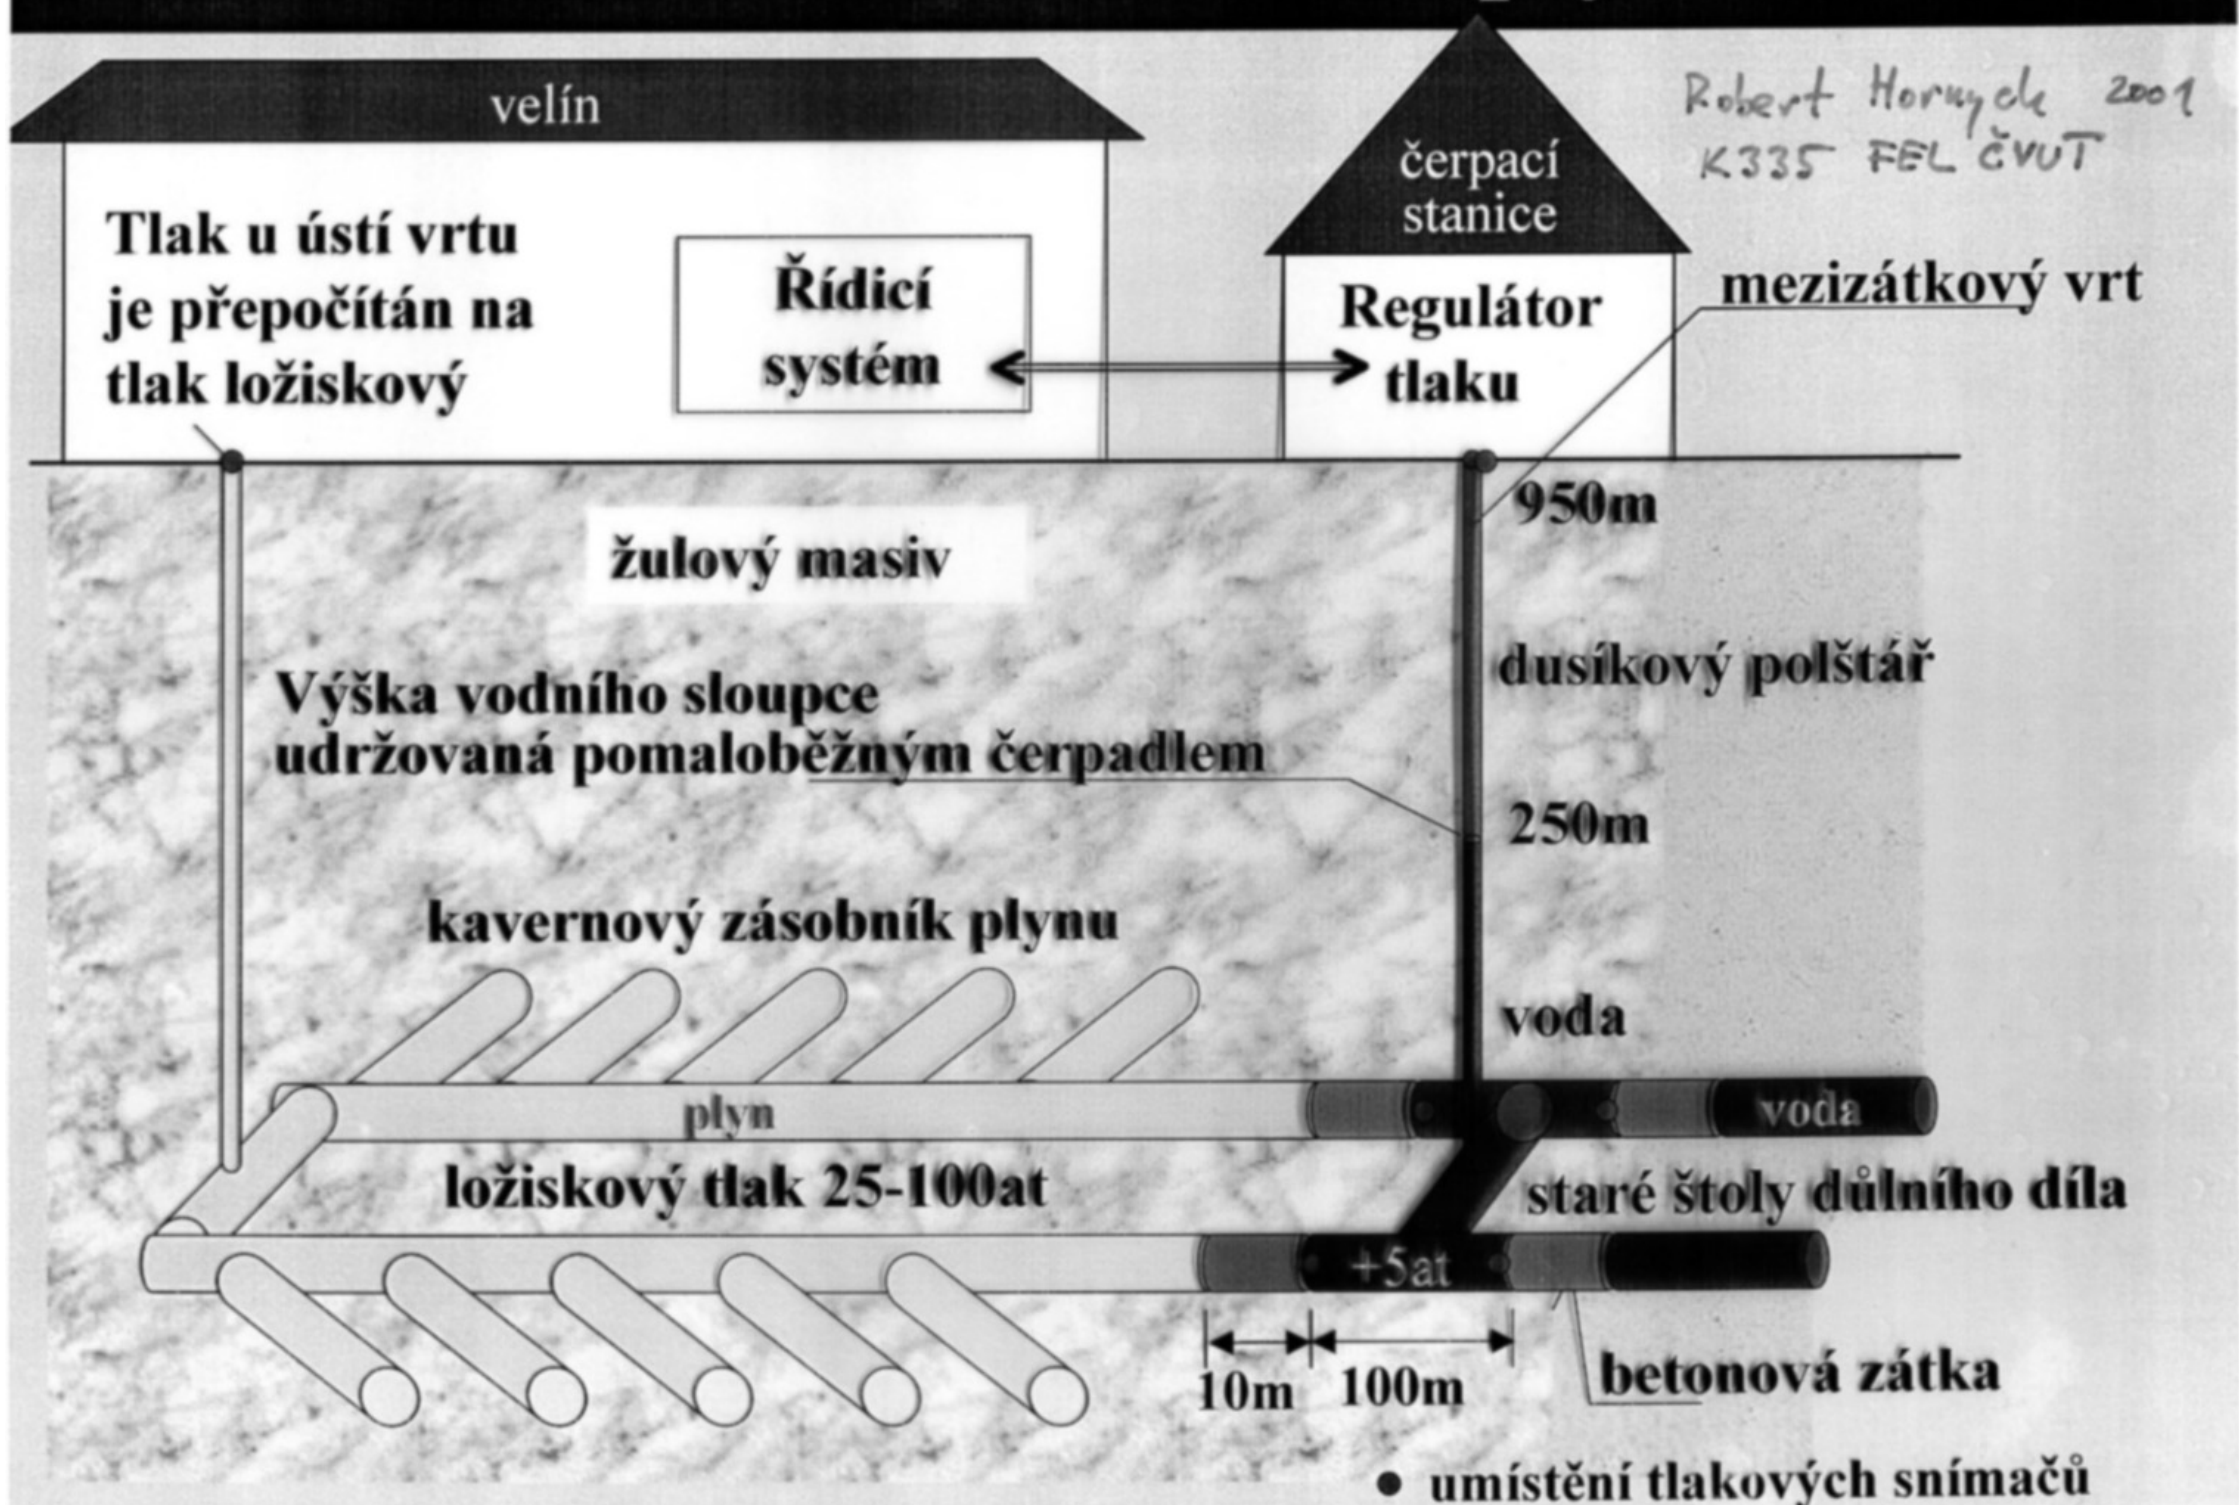 velín
čerpací
stanice
Robert Hornych 2001
K335 FEL ČVUT
Tlak u ústí vrtu
je přepočítán na
tlak ložiskový
Řídicí
systém
Regulátor
tlaku
mezizátkový vrt
950m
žulový masiv
dusíkový polštář
Výška vodního sloupce
udržovaná pomaloběžným čerpadlem
250m
kavernový zásobník plynu
voda
plyn
voda
ložiskový tlak 25-100at
staré štoly důlního díla
+5at
10m
100m
betonová zátka
● umístění tlakových snímačů